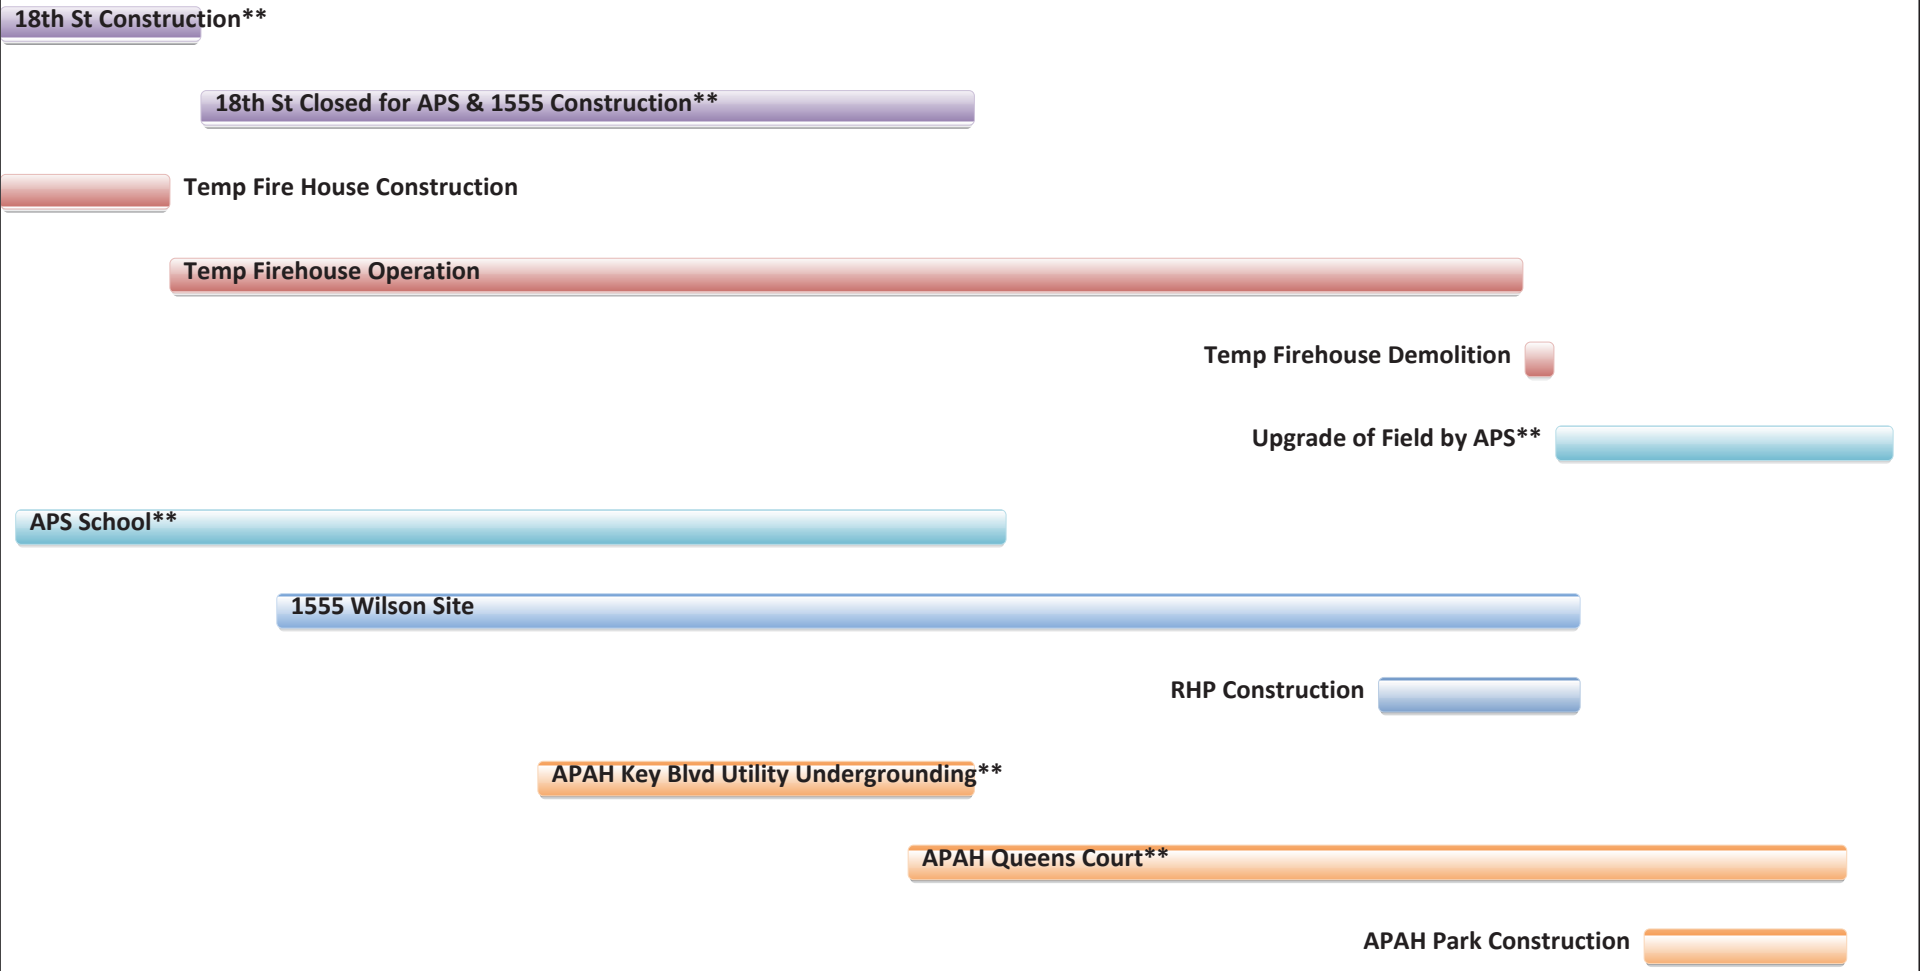 18th St Construction**
18th St Closed for APS & 1555 Construction**
Temp Fire House Construction
Temp Firehouse Operation
Temp Firehouse Demolition
Upgrade of Field by APS**
APS School**
1555 Wilson Site
RHP Construction
APAH Key Blvd Utility Undergrounding**
APAH Queens Court**
APAH Park Construction